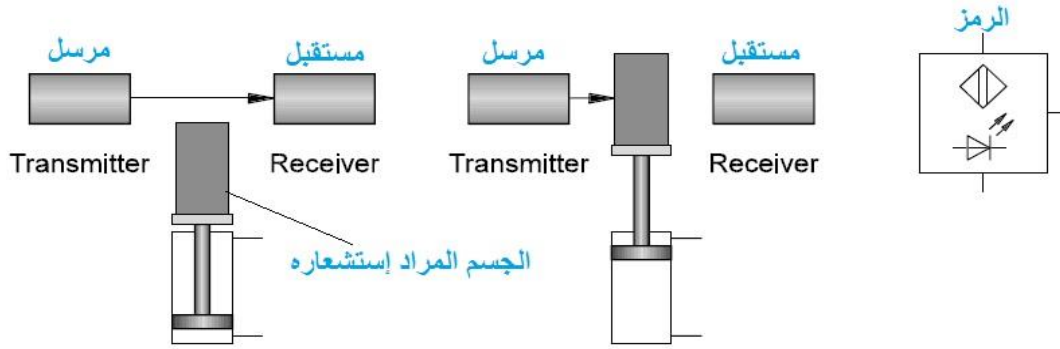 مرسل
مستقبل
مرسل
مستقبل
الرمز
Transmitter
Receiver
Transmitter
Receiver
الجسم المراد إستشعاره